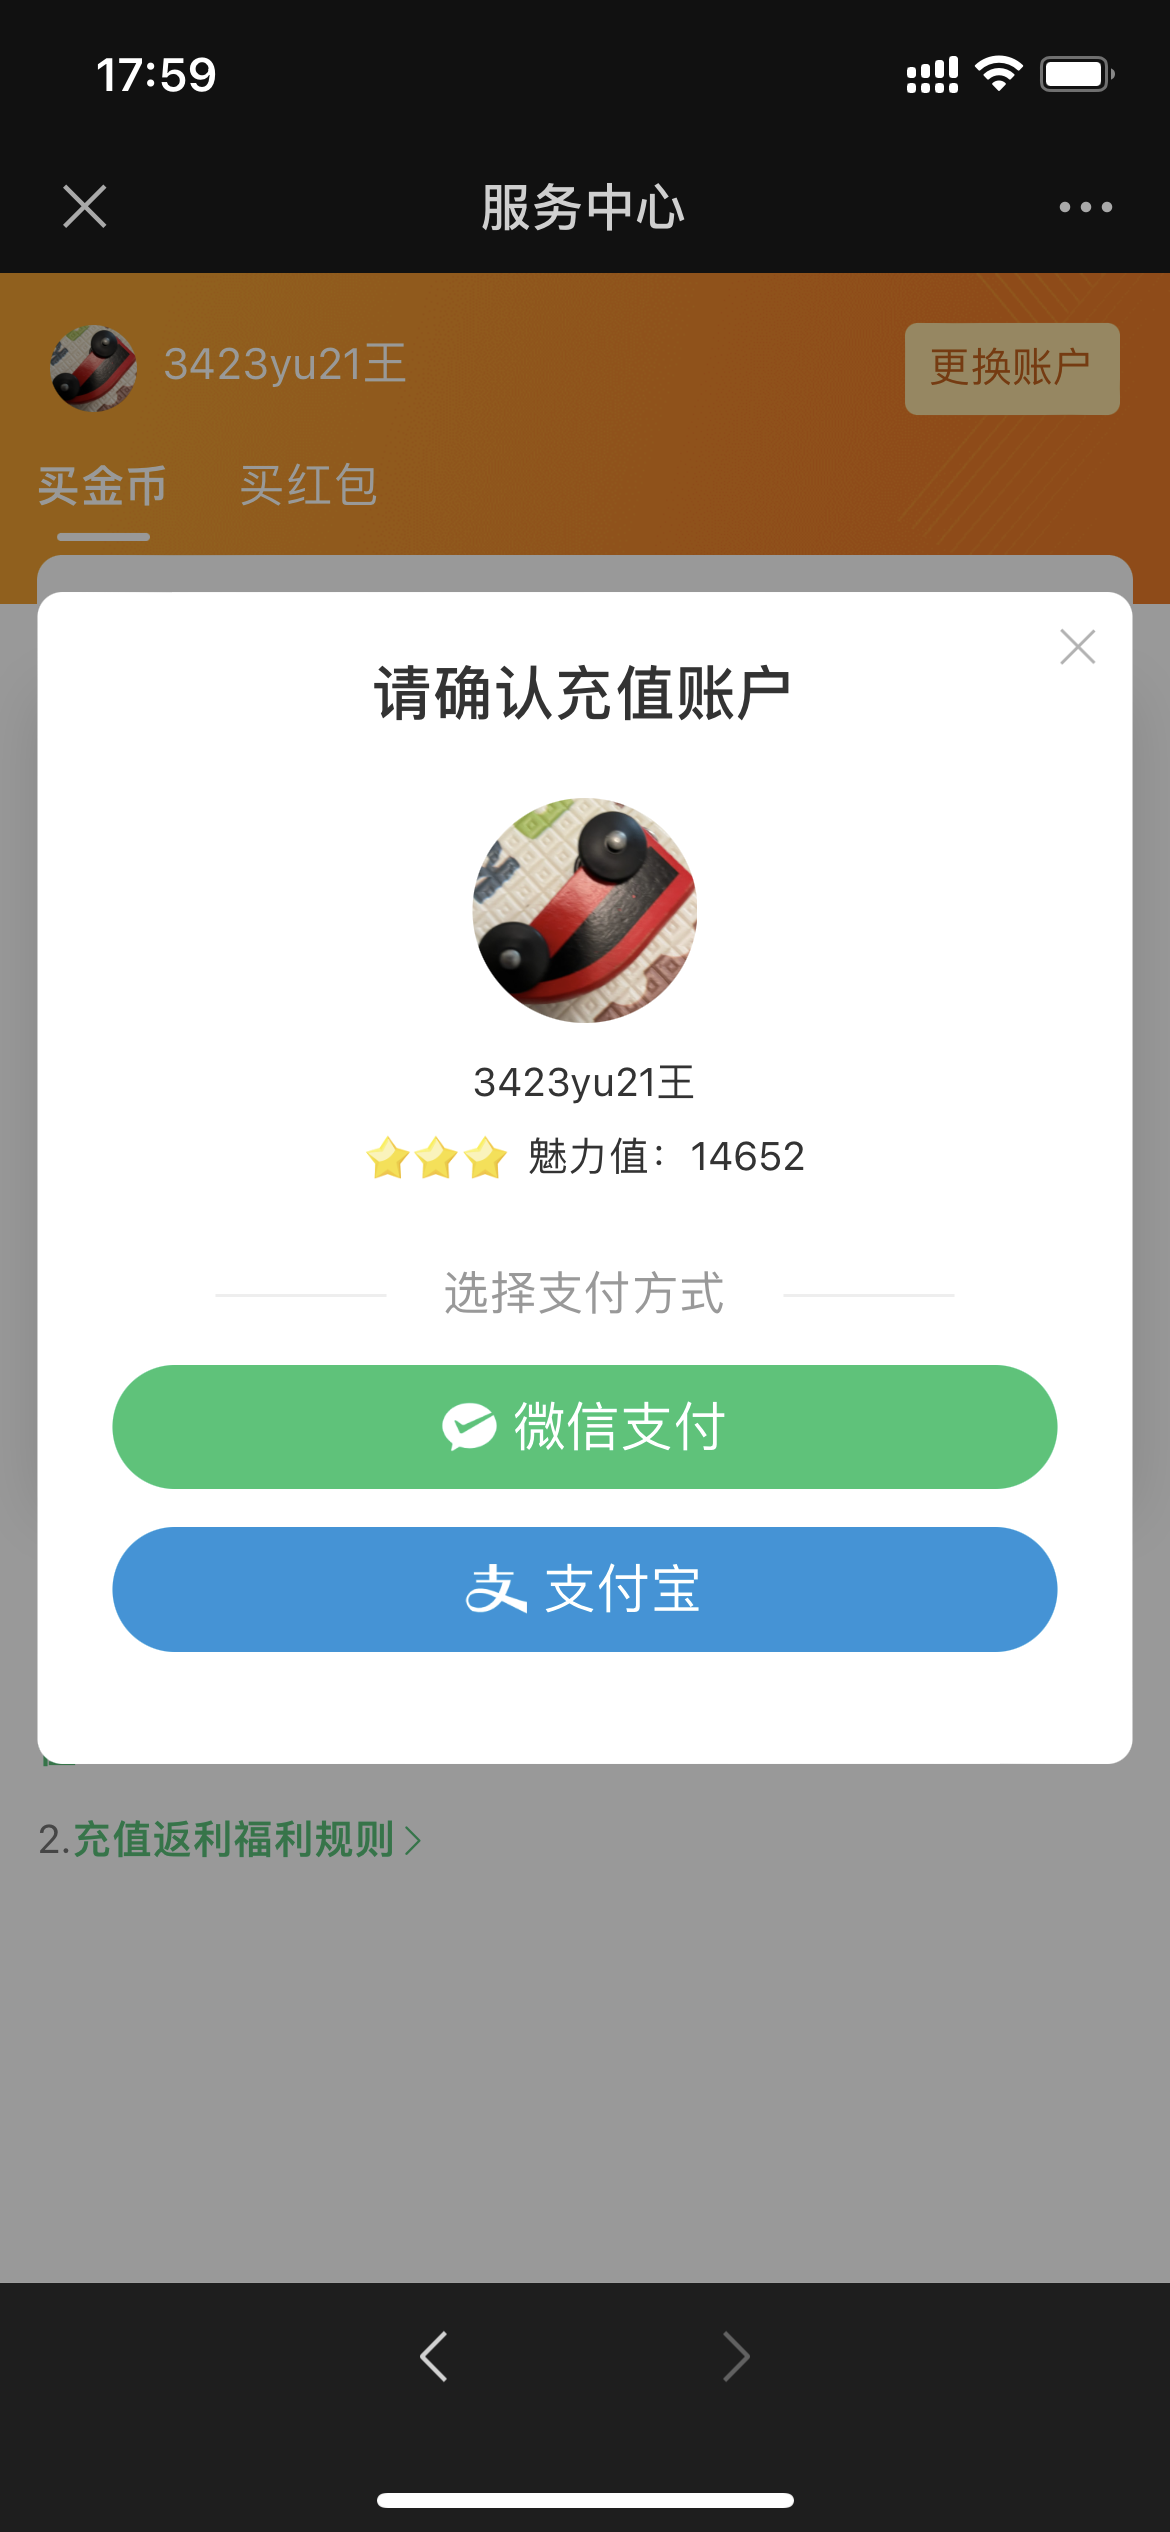 17:59
服务中心
3423yu21王
更换账户
买金币 买红包
请确认充值账户
3423yu21王
魅力值：14652
选择支付方式
微信支付
支付宝
2.充值返利福利规则